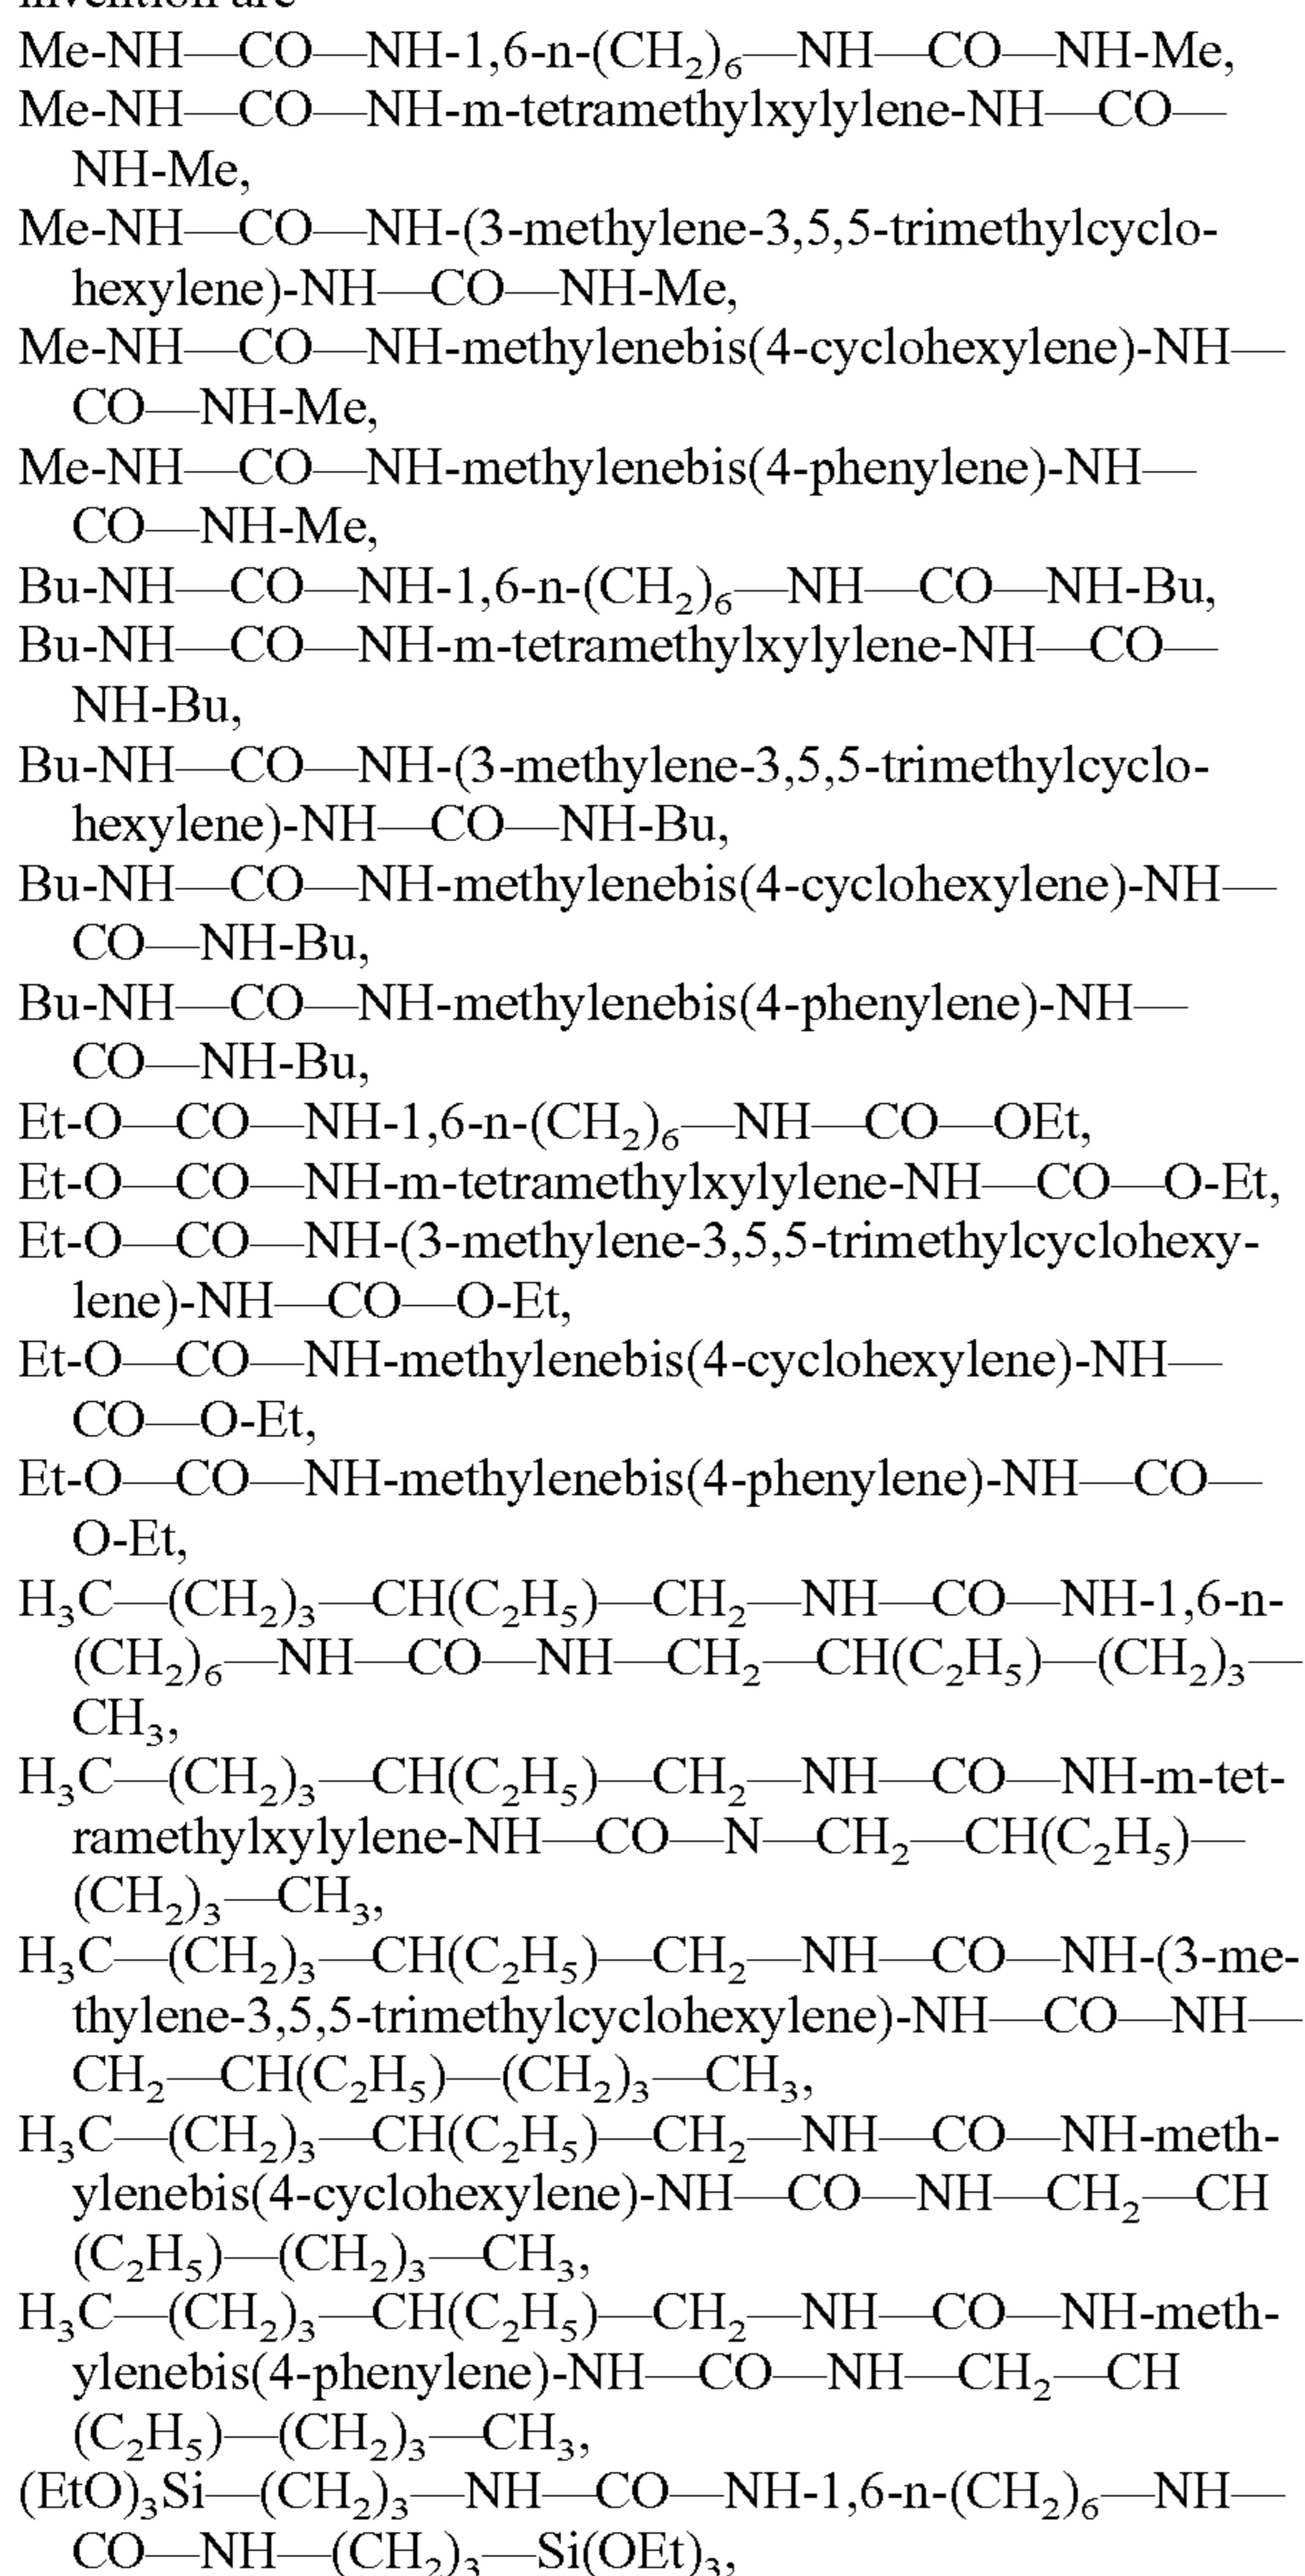 invention are
Me-NH—CO—NH-1,6-n-(CH₂)₆—NH—CO—NH-Me,
Me-NH—CO—NH-m-tetramethylxylylene-NH—CO—
NH-Me,
Me-NH—CO—NH-(3-methylene-3,5,5-trimethylcyclo-
hexylene)-NH—CO—NH-Me,
Me-NH—CO—NH-methylenebis(4-cyclohexylene)-NH—
CO—NH-Me,
Me-NH—CO—NH-methylenebis(4-phenylene)-NH—
CO—NH-Me,
Bu-NH—CO—NH-1,6-n-(CH₂)₆—NH—CO—NH-Bu,
Bu-NH—CO—NH-m-tetramethylxylylene-NH—CO—
NH-Bu,
Bu-NH—CO—NH-(3-methylene-3,5,5-trimethylcyclo-
hexylene)-NH—CO—NH-Bu,
Bu-NH—CO—NH-methylenebis(4-cyclohexylene)-NH—
CO—NH-Bu,
Bu-NH—CO—NH-methylenebis(4-phenylene)-NH—
CO—NH-Bu,
Et-O—CO—NH-1,6-n-(CH₂)₆—NH—CO—OEt,
Et-O—CO—NH-m-tetramethylxylylene-NH—CO—O-Et,
Et-O—CO—NH-(3-methylene-3,5,5-trimethylcyclohexy-
lene)-NH—CO—O-Et,
Et-O—CO—NH-methylenebis(4-cyclohexylene)-NH—
CO—O-Et,
Et-O—CO—NH-methylenebis(4-phenylene)-NH—CO—
O-Et,
H₃C—(CH₂)₃—CH(C₂H₅)—CH₂—NH—CO—NH-1,6-n-
(CH₂)₆—NH—CO—NH—CH₂—CH(C₂H₅)—(CH₂)₃—
CH₃,
H₃C—(CH₂)₃—CH(C₂H₅)—CH₂—NH—CO—NH-m-tet-
ramethylxylylene-NH—CO—N—CH₂—CH(C₂H₅)—
(CH₂)₃—CH₃,
H₃C—(CH₂)₃—CH(C₂H₅)—CH₂—NH—CO—NH-(3-me-
thylene-3,5,5-trimethylcyclohexylene)-NH—CO—NH—
CH₂—CH(C₂H₅)—(CH₂)₃—CH₃,
H₃C—(CH₂)₃—CH(C₂H₅)—CH₂—NH—CO—NH-meth-
ylenebis(4-cyclohexylene)-NH—CO—NH—CH₂—CH
(C₂H₅)—(CH₂)₃—CH₃,
H₃C—(CH₂)₃—CH(C₂H₅)—CH₂—NH—CO—NH-meth-
ylenebis(4-phenylene)-NH—CO—NH—CH₂—CH
(C₂H₅)—(CH₂)₃—CH₃,
(EtO)₃Si—(CH₂)₃—NH—CO—NH-1,6-n-(CH₂)₆—NH—
CO—NH—(CH₂)₃—Si(OEt)₃,